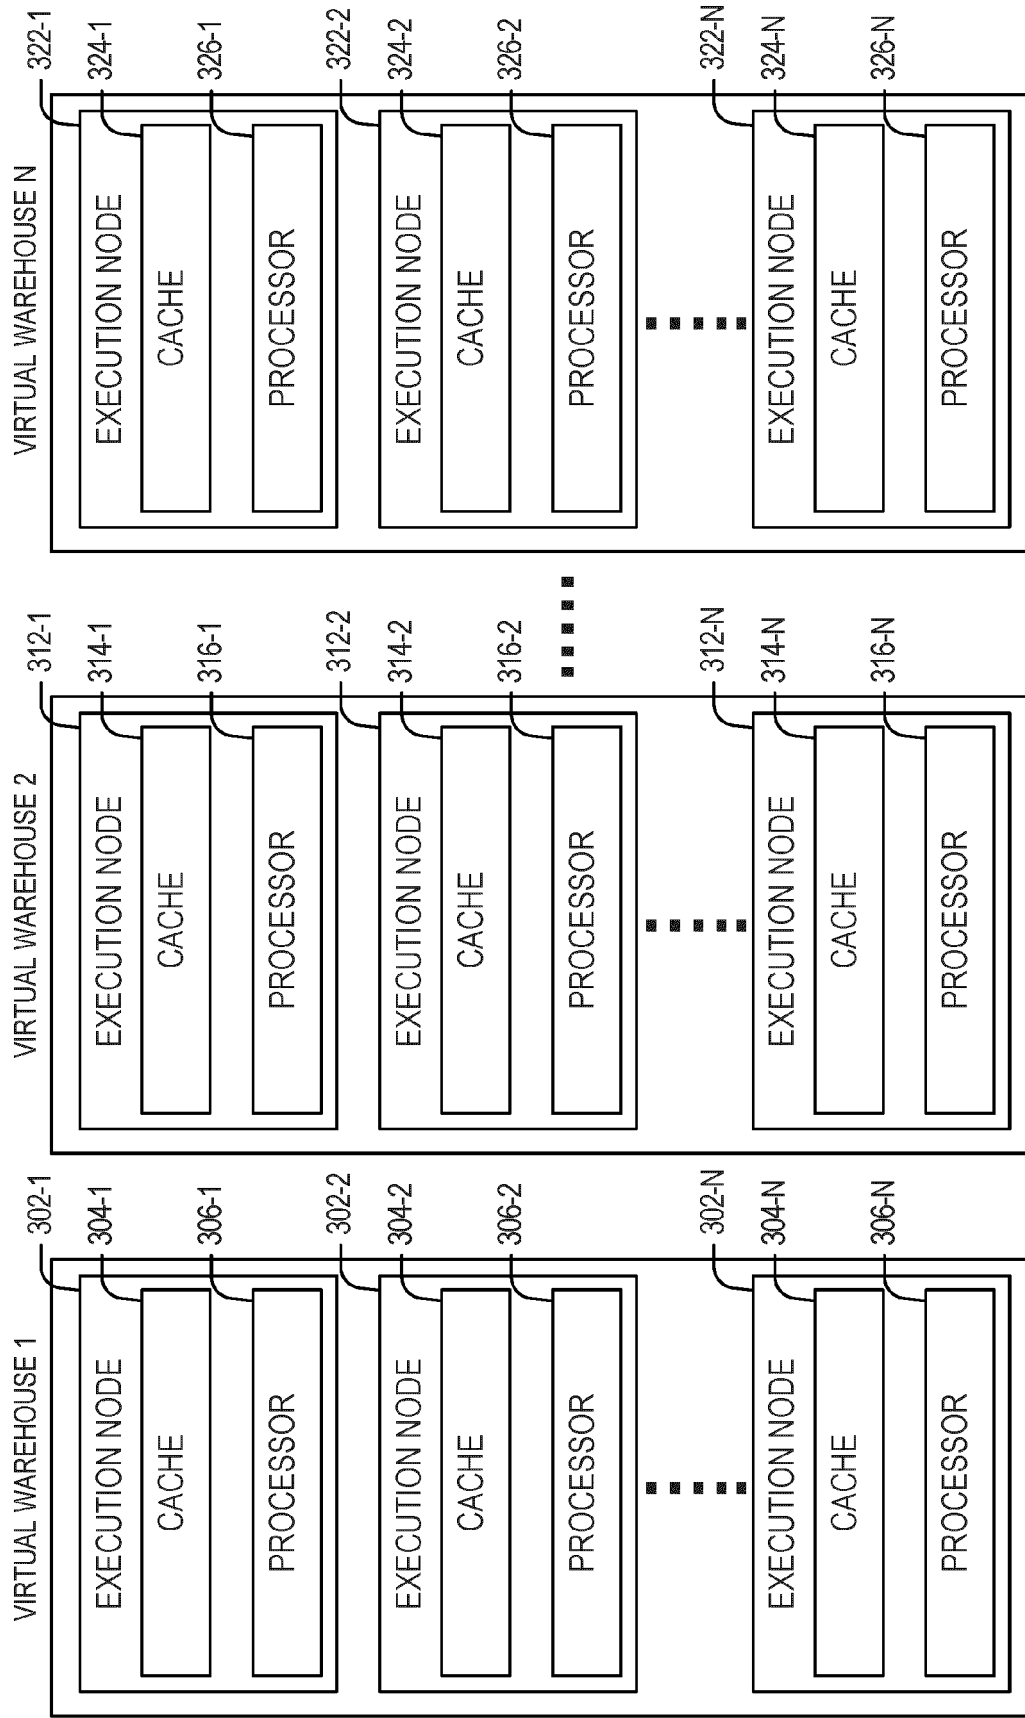 VIRTUAL WAREHOUSE 1
302-1
EXECUTION NODE
304-1
CACHE
306-1
PROCESSOR
302-2
EXECUTION NODE
304-2
CACHE
306-2
PROCESSOR
302-N
EXECUTION NODE
304-N
CACHE
306-N
PROCESSOR
VIRTUAL WAREHOUSE 2
312-1
EXECUTION NODE
314-1
CACHE
316-1
PROCESSOR
312-2
EXECUTION NODE
314-2
CACHE
316-2
PROCESSOR
312-N
EXECUTION NODE
314-N
CACHE
316-N
PROCESSOR
VIRTUAL WAREHOUSE N
322-1
EXECUTION NODE
324-1
CACHE
326-1
PROCESSOR
322-2
EXECUTION NODE
324-2
CACHE
326-2
PROCESSOR
322-N
EXECUTION NODE
324-N
CACHE
326-N
PROCESSOR